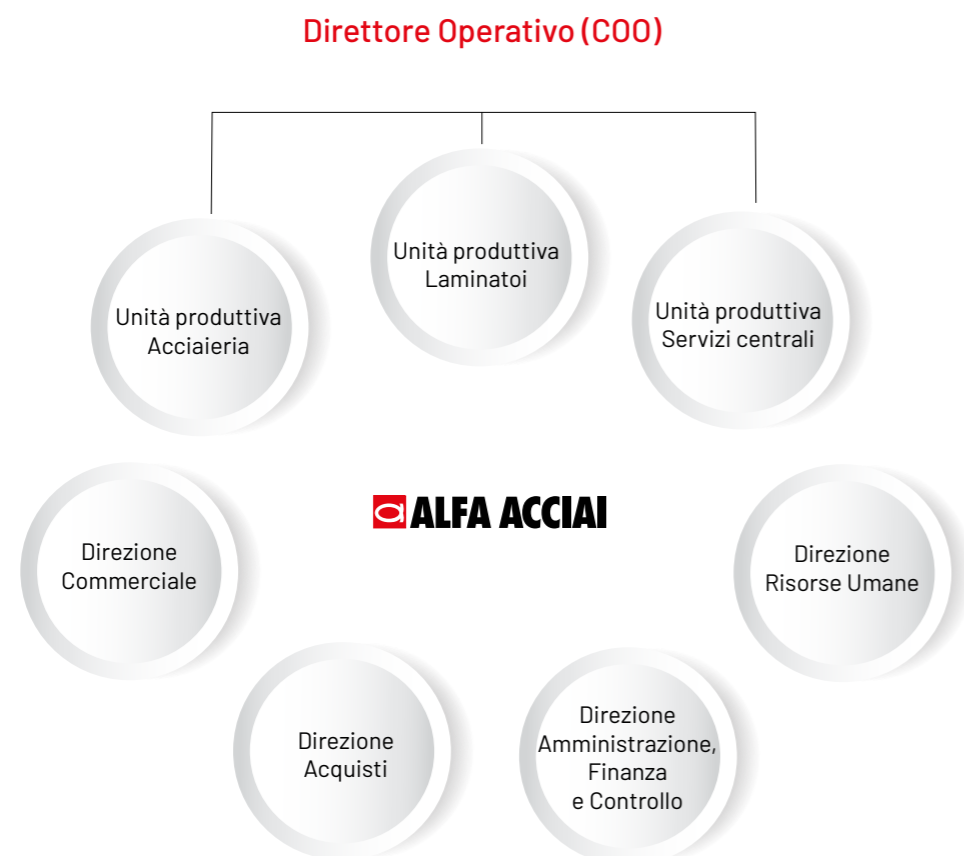 Direttore Operativo (COO)
Unità produttiva
Laminatoi
Unità produttiva
Acciaieria
Unità produttiva
Servizi centrali
ALFA ACCIAI
Direzione
Commerciale
Direzione
Risorse Umane
Direzione
Acquisti
Direzione
Amministrazione,
Finanza
e Controllo